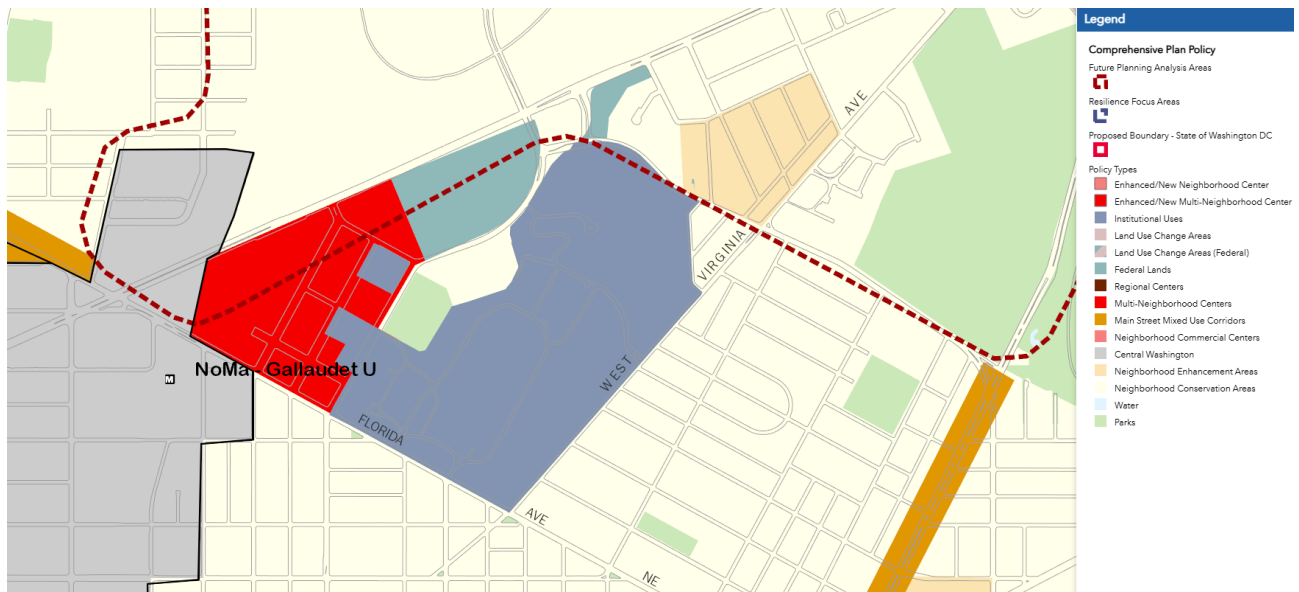 AVE
VIRGINIA
WEST
M
NoMa - Gallaudet U
FLORIDA
AVE
NE
Legend
Comprehensive Plan Policy
Future Planning Analysis Areas
Resilience Focus Areas
Proposed Boundary - State of Washington DC
Policy Types
Enhanced/New Neighborhood Center
Enhanced/New Multi-Neighborhood Center
Institutional Uses
Land Use Change Areas
Land Use Change Areas (Federal)
Federal Lands
Regional Centers
Multi-Neighborhood Centers
Main Street Mixed Use Corridors
Neighborhood Commercial Centers
Central Washington
Neighborhood Enhancement Areas
Neighborhood Conservation Areas
Water
Parks